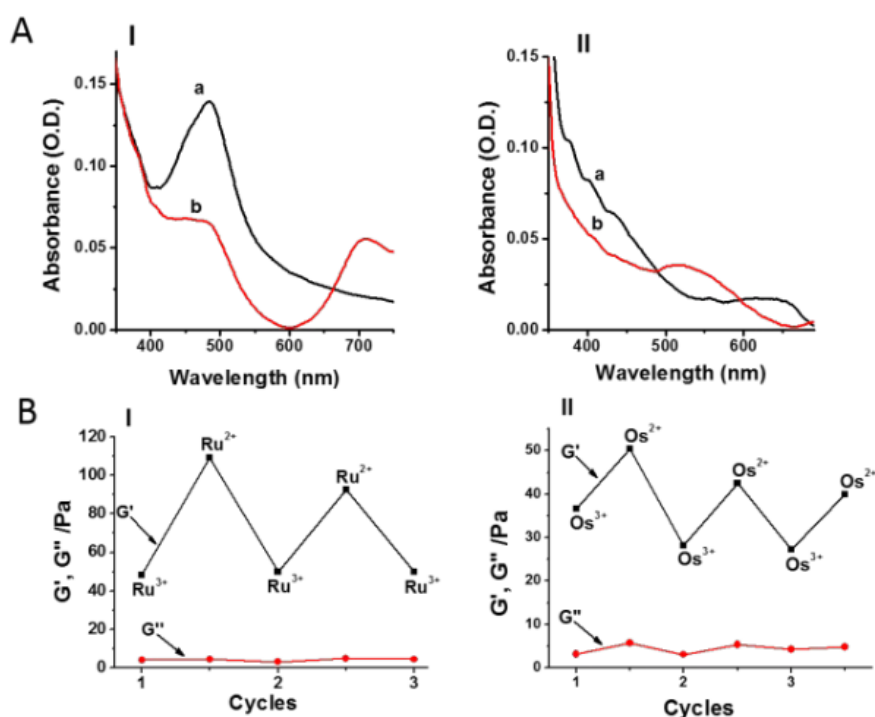 A
I
a
b
0.15
0.10
0.05
0.00
400 500 600 700
Absorbance (O.D.)
Wavelength (nm)
II
a
b
0.15
0.10
0.05
0.00
400 500 600
Absorbance (O.D.)
Wavelength (nm)
B
I
120
100
80
60
40
20
0
G', G" /Pa
G'
Ru³⁺
Ru²⁺
Ru³⁺
Ru²⁺
Ru³⁺
G"
1 2 3
Cycles
II
50
40
30
20
10
0
G', G" /Pa
G'
Os³⁺
Os²⁺
Os³⁺
Os²⁺
Os³⁺
Os²⁺
G"
1 2 3
Cycles